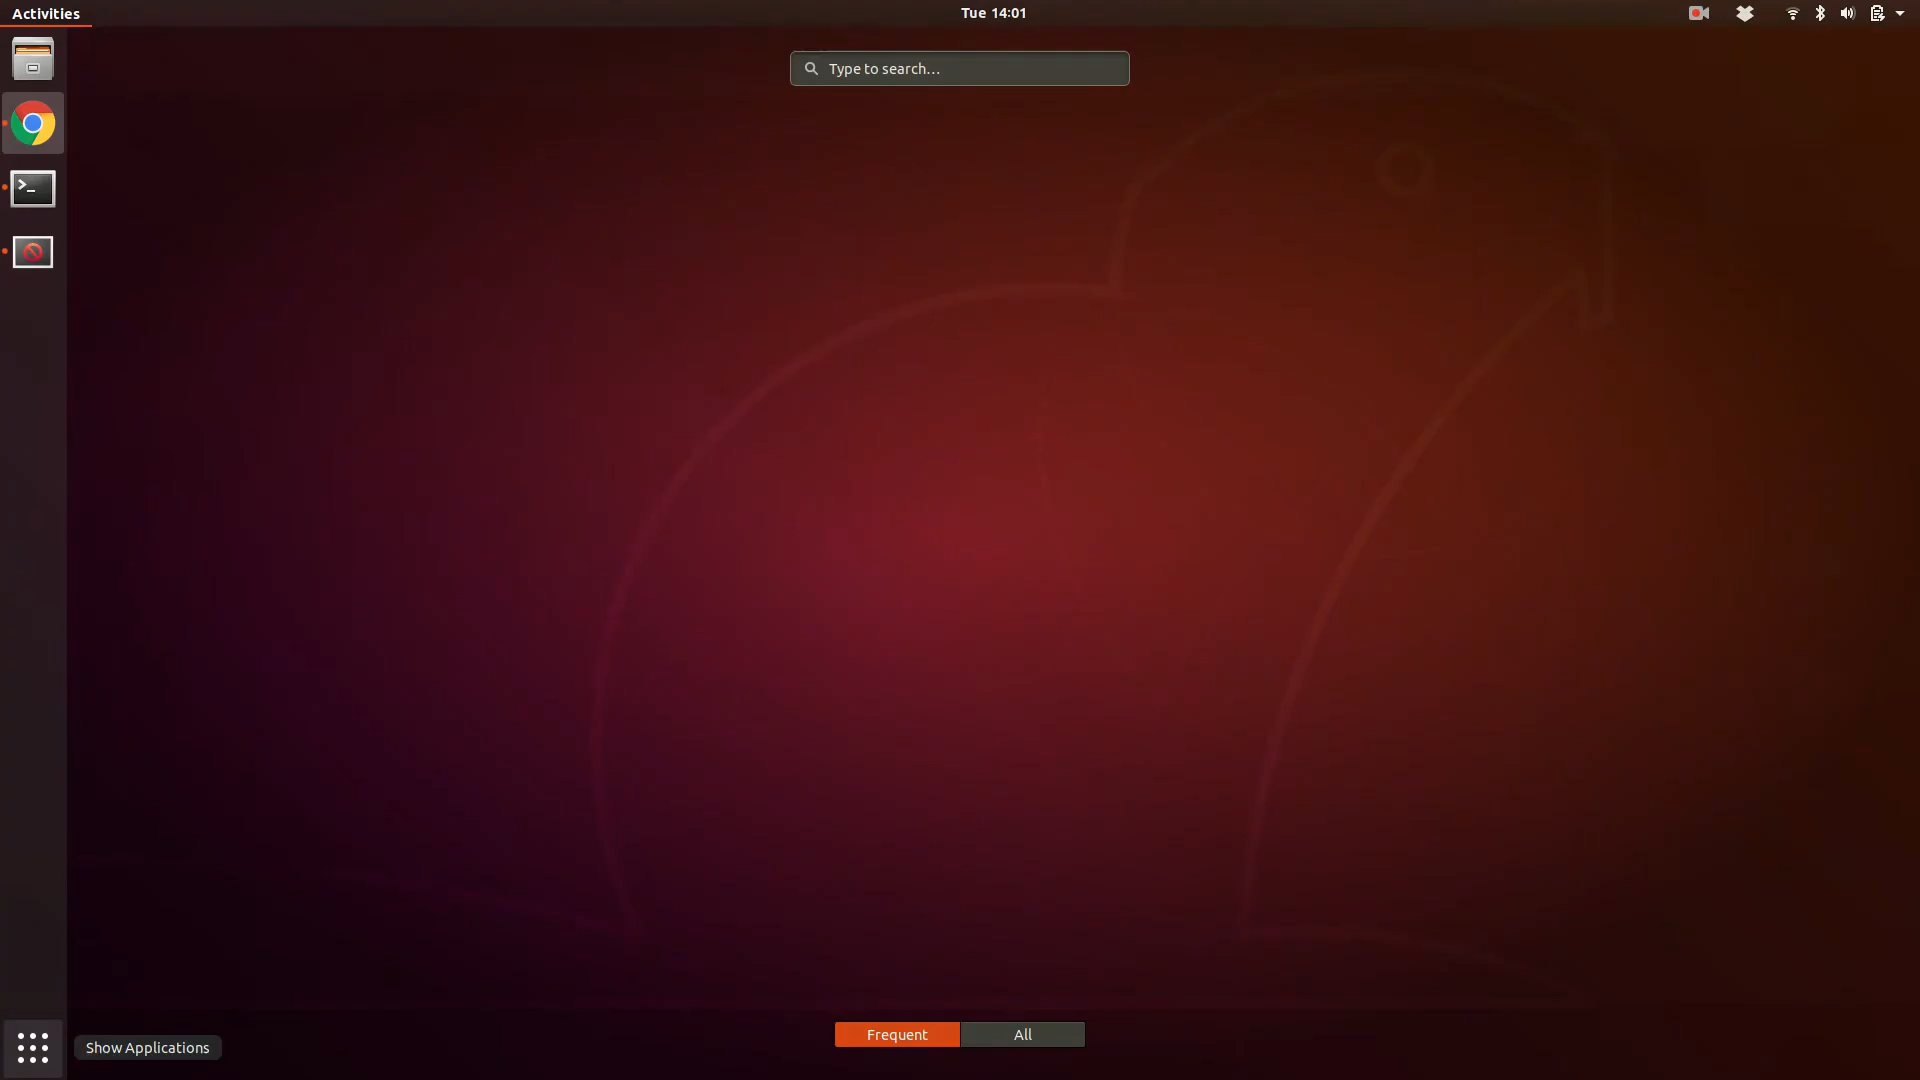 Activities
Tue 14:01
Type to search...
>_
Show Applications
Frequent
All